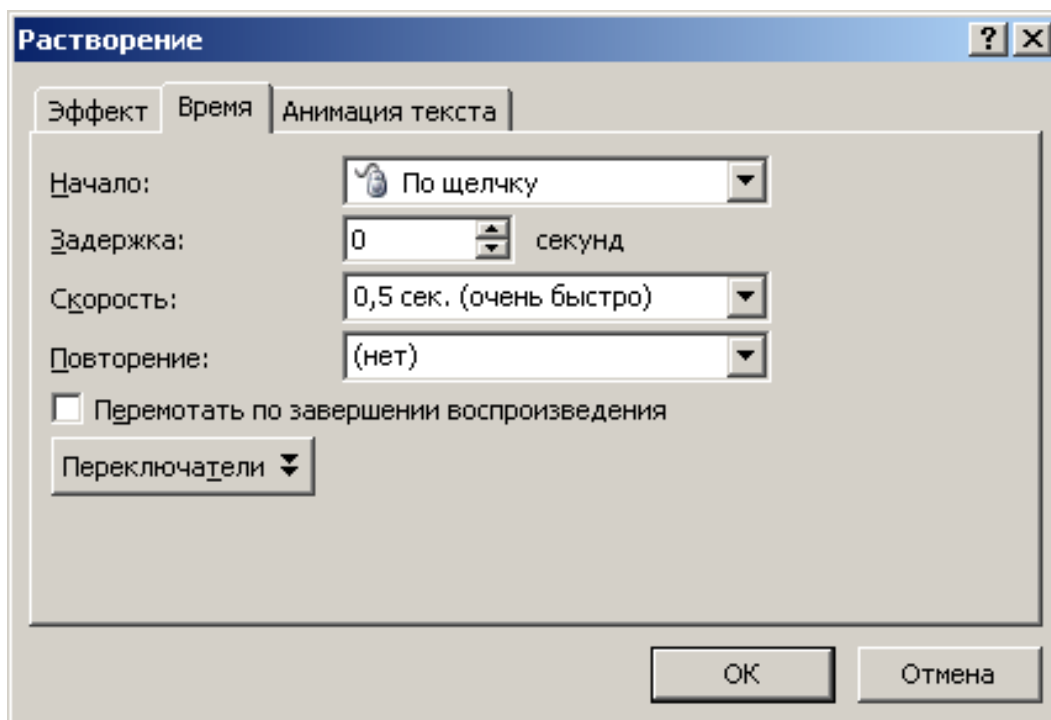 Растворение
Эффект Время Анимация текста
Начало: По щелчку
Задержка: 0 секунд
Скорость: 0,5 сек. (очень быстро)
Повторение: (нет)
Перемотать по завершении воспроизведения
Переключатели
ОК Отмена